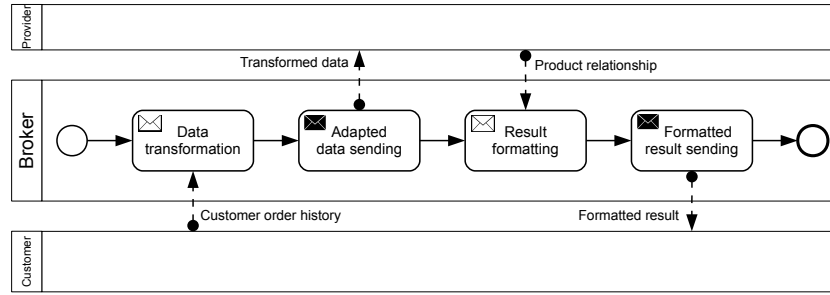 Provider
Transformed data
Product relationship
Broker
Data
transformation
Adapted
data sending
Result
formatting
Formatted
result sending
Customer order history
Formatted result
Customer